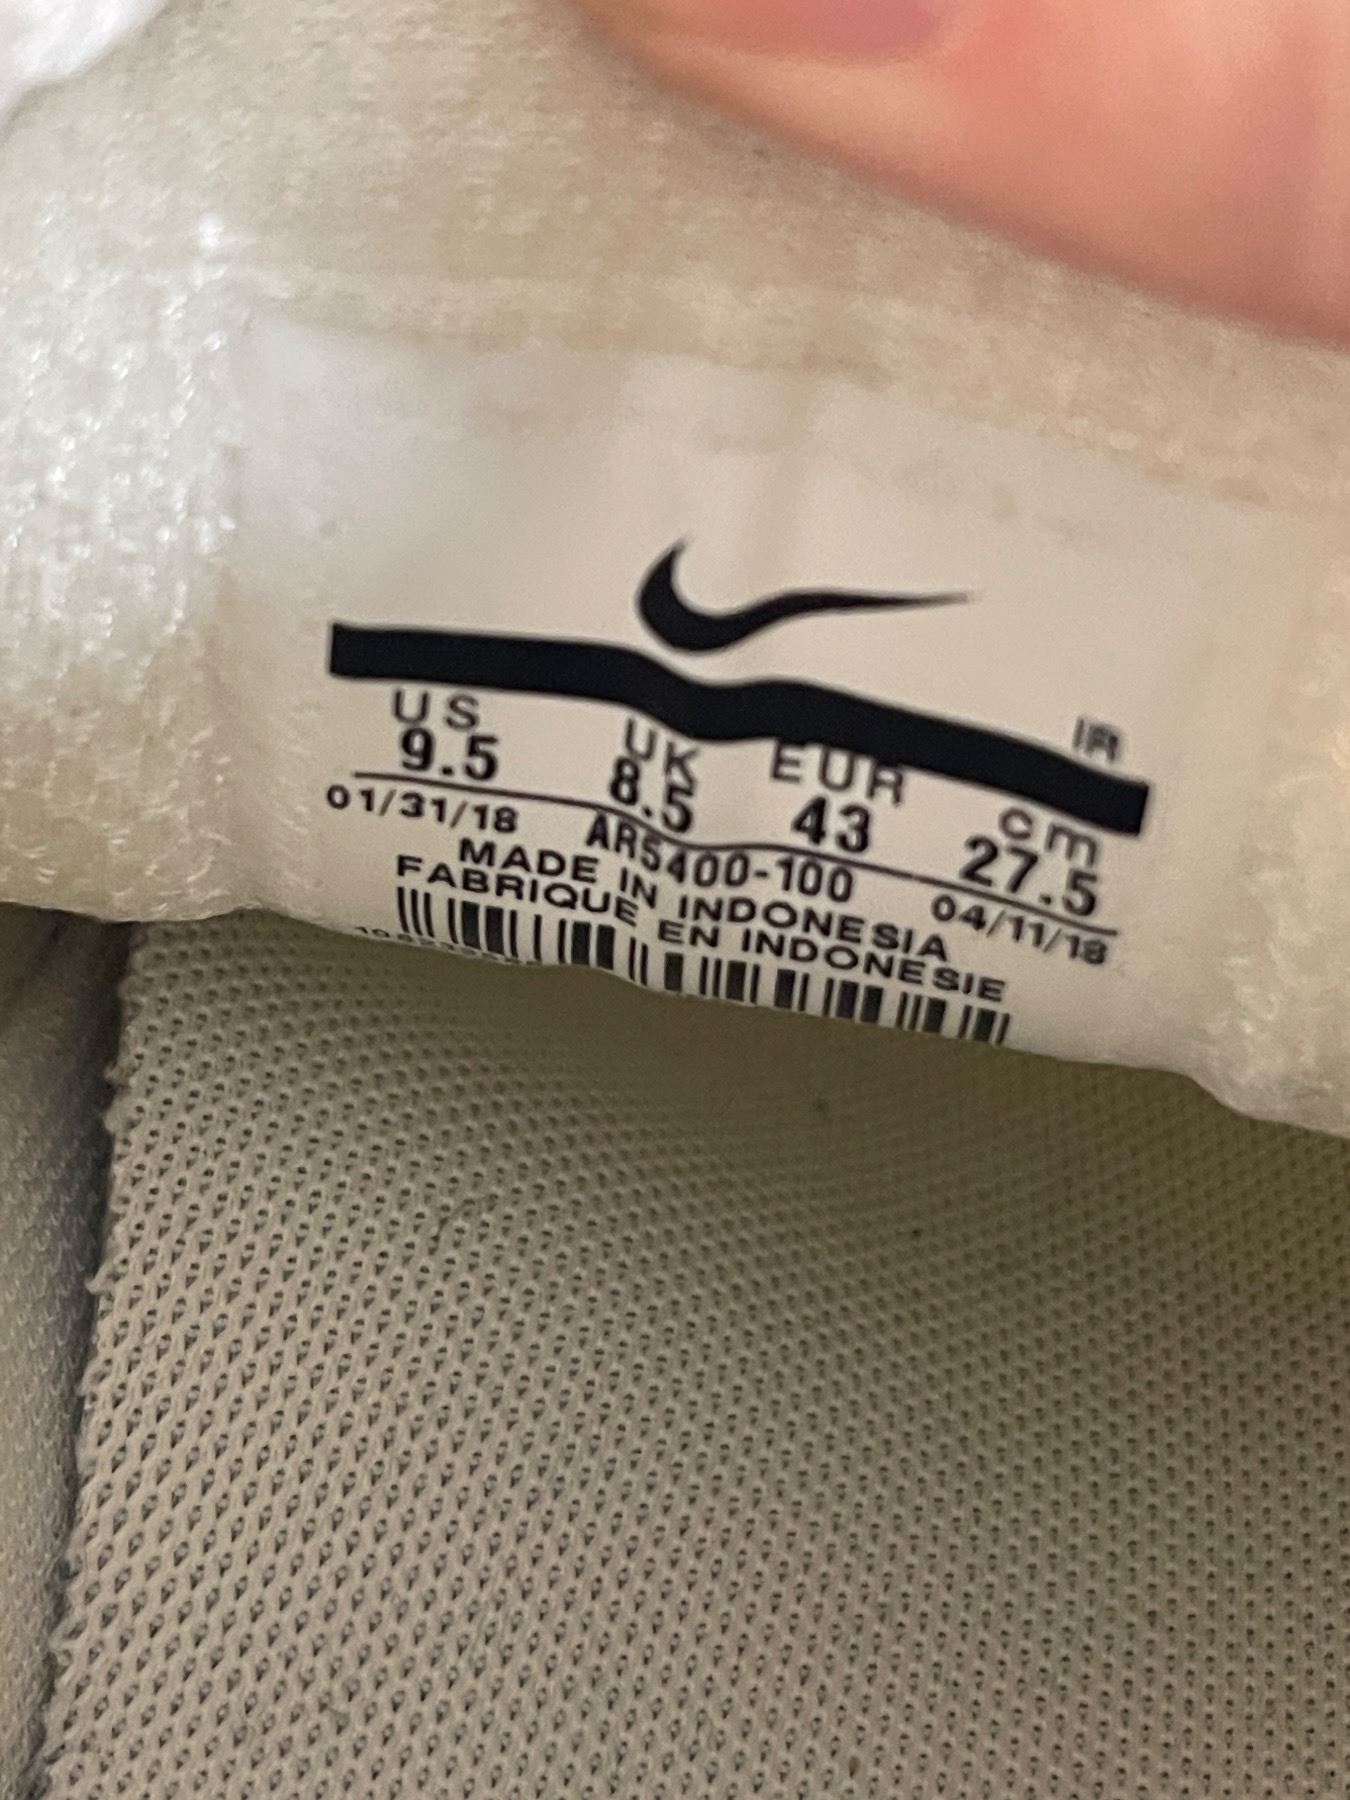 IR
US UK EUR cm
9.5 8.5 43 27.5
01/31/18 AR5400-100 04/11/18
MADE IN INDONESIA
FABRIQUE EN INDONESIE